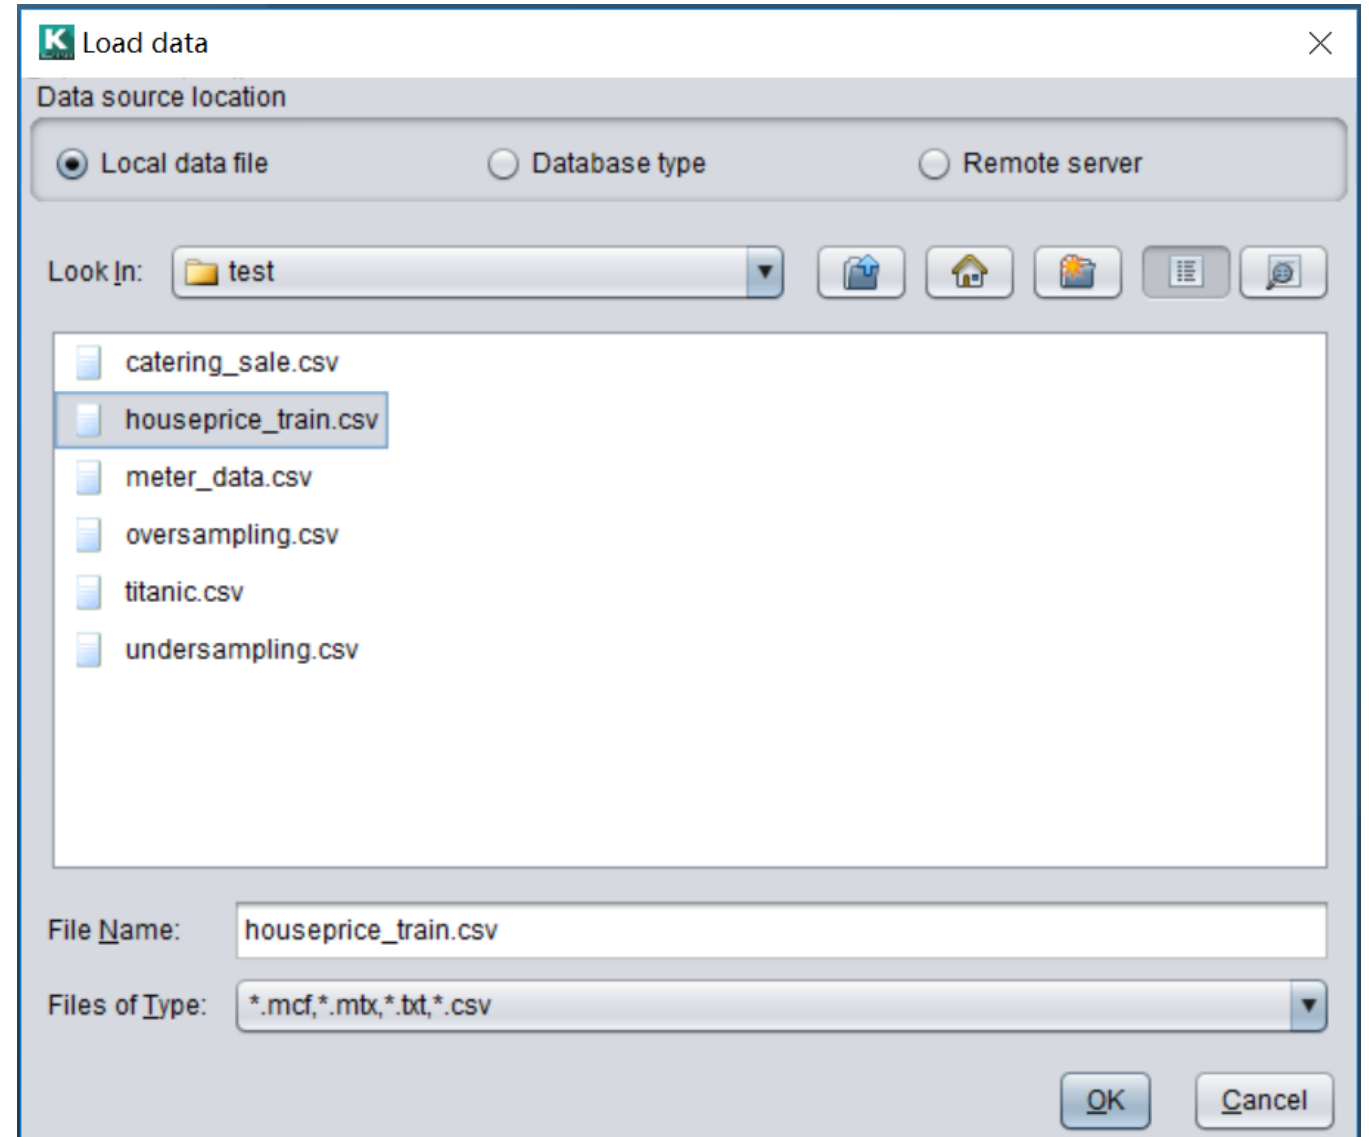 K Load data
Data source location
Local data file Database type Remote server
Look In: test
catering_sale.csv
houseprice_train.csv
meter_data.csv
oversampling.csv
titanic.csv
undersampling.csv
File Name: houseprice_train.csv
Files of Type: *.mcf,*.mtx,*.txt,*.csv
OK Cancel